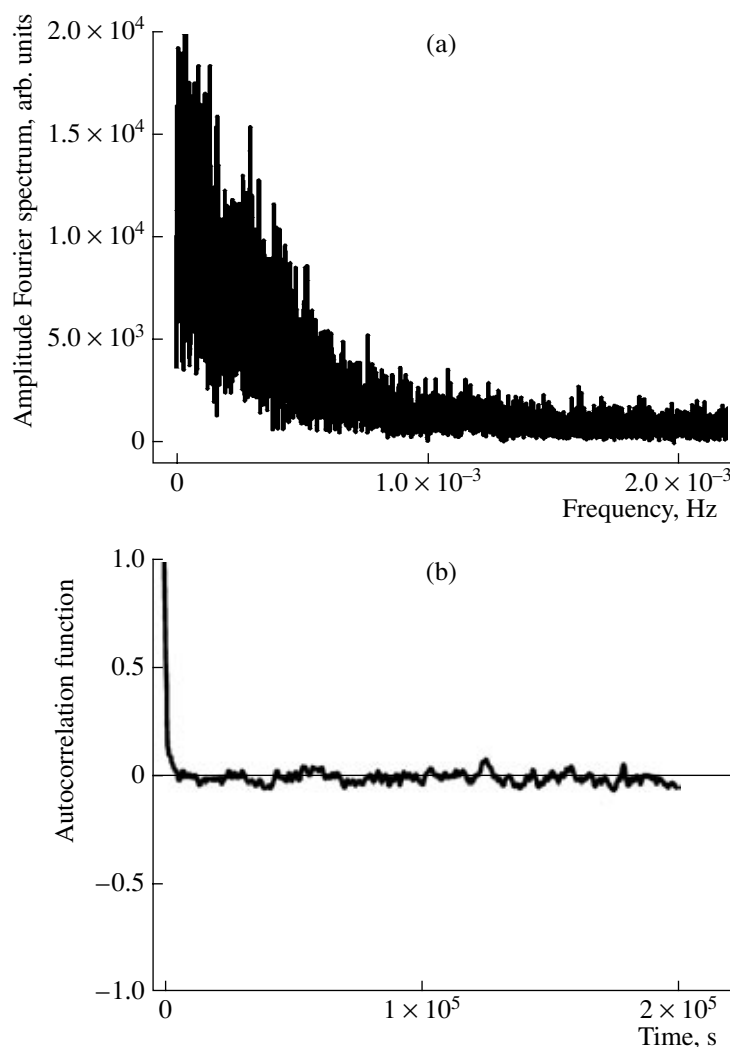 (a)
Amplitude Fourier spectrum, arb. units
2.0 × 10⁴
1.5 × 10⁴
1.0 × 10⁴
5.0 × 10³
0
0
1.0 × 10⁻³
2.0 × 10⁻³
Frequency, Hz
(b)
Autocorrelation function
1.0
0.5
0
−0.5
−1.0
0
1 × 10⁵
2 × 10⁵
Time, s